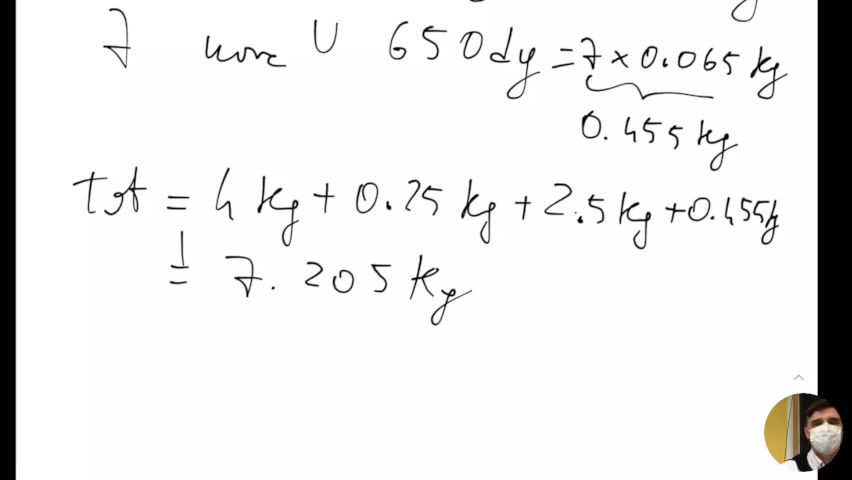 7 uova U 650dg = 7 × 0.065 kg
0.455 kg
Tot = 4 kg + 0.25 kg + 2.5 kg + 0.455 kg
= 7.205 Kg